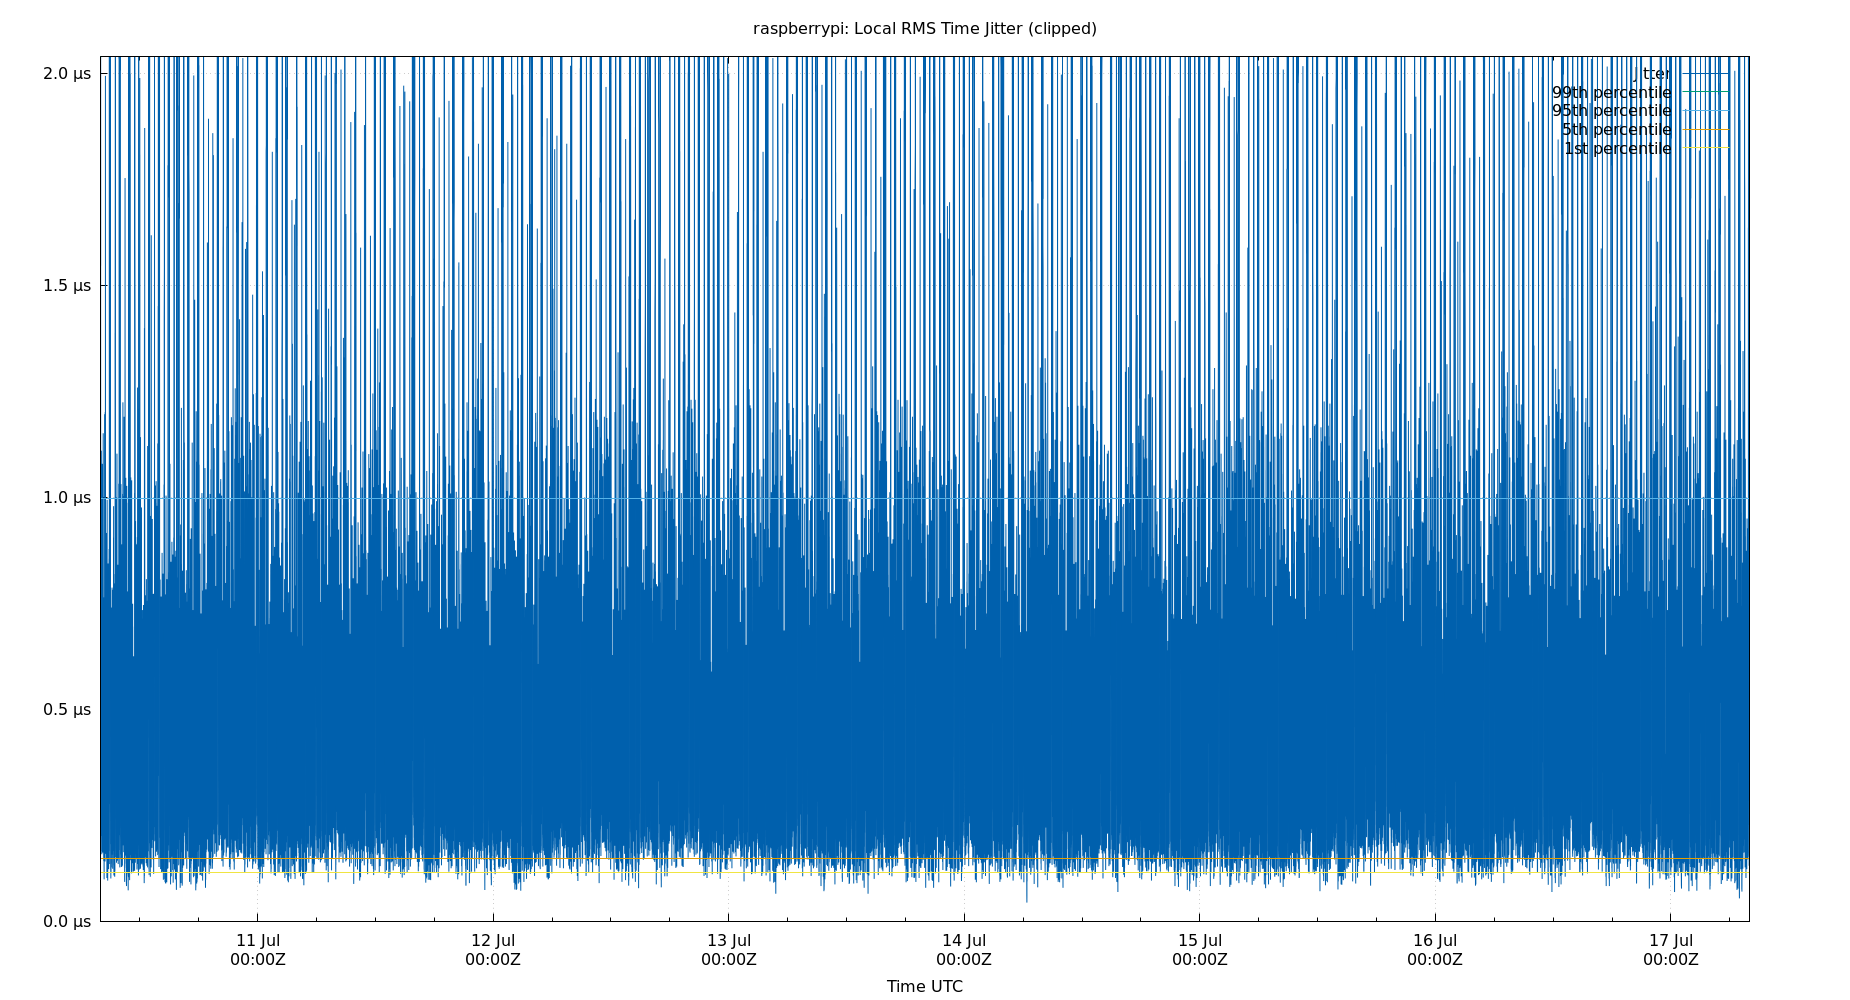 raspberrypi: Local RMS Time Jitter (clipped)
2.0 µs
1.5 µs
1.0 µs
0.5 µs
0.0 µs
jitter
99th percentile
95th percentile
5th percentile
1st percentile
11 Jul 12 Jul 13 Jul 14 Jul 15 Jul 16 Jul 17 Jul
00:00Z 00:00Z 00:00Z 00:00Z 00:00Z 00:00Z 00:00Z
Time UTC